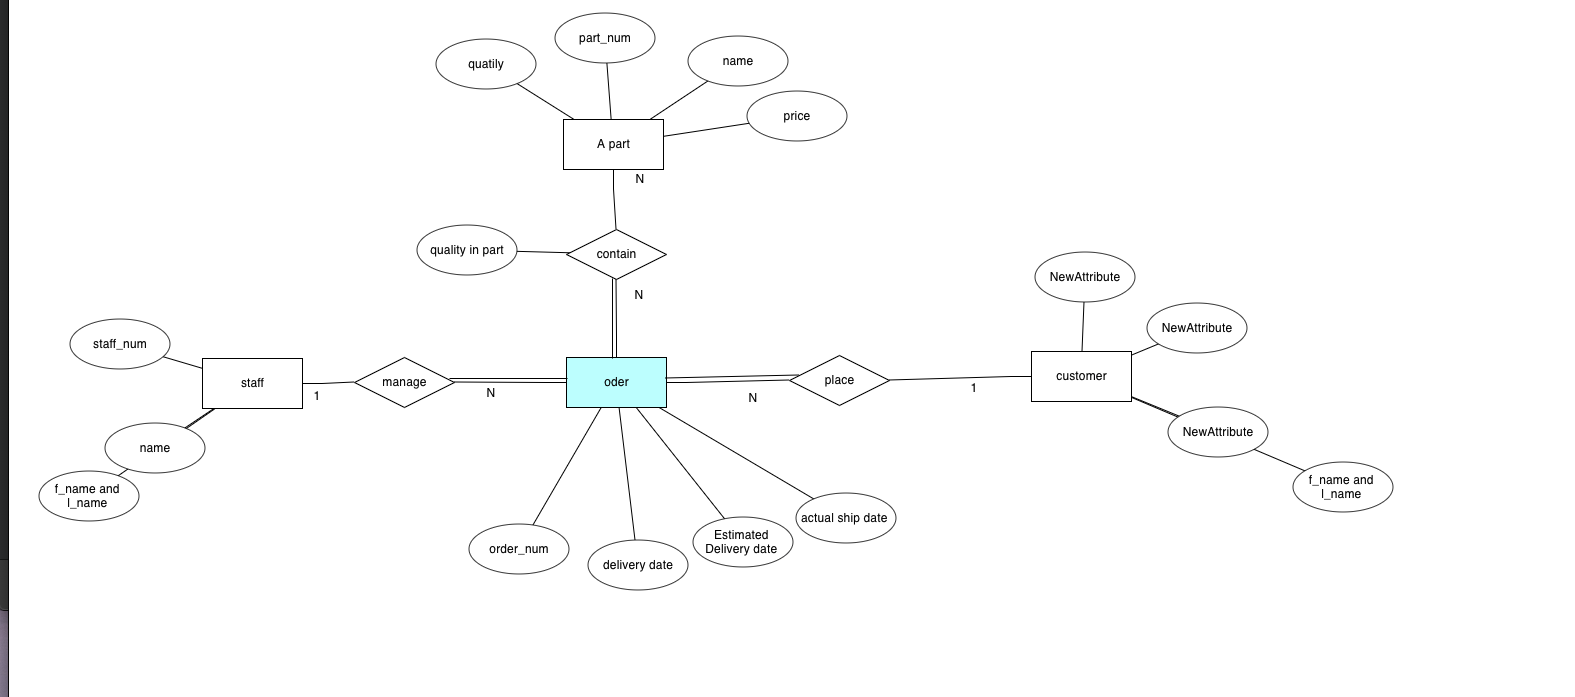 part_num
quatily
name
price
A part
N
quality in part
contain
N
NewAttribute
NewAttribute
staff_num
staff
1
manage
N
oder
N
place
1
customer
NewAttribute
name
f_name and
l_name
f_name and
l_name
order_num
delivery date
Estimated
Delivery date
actual ship date